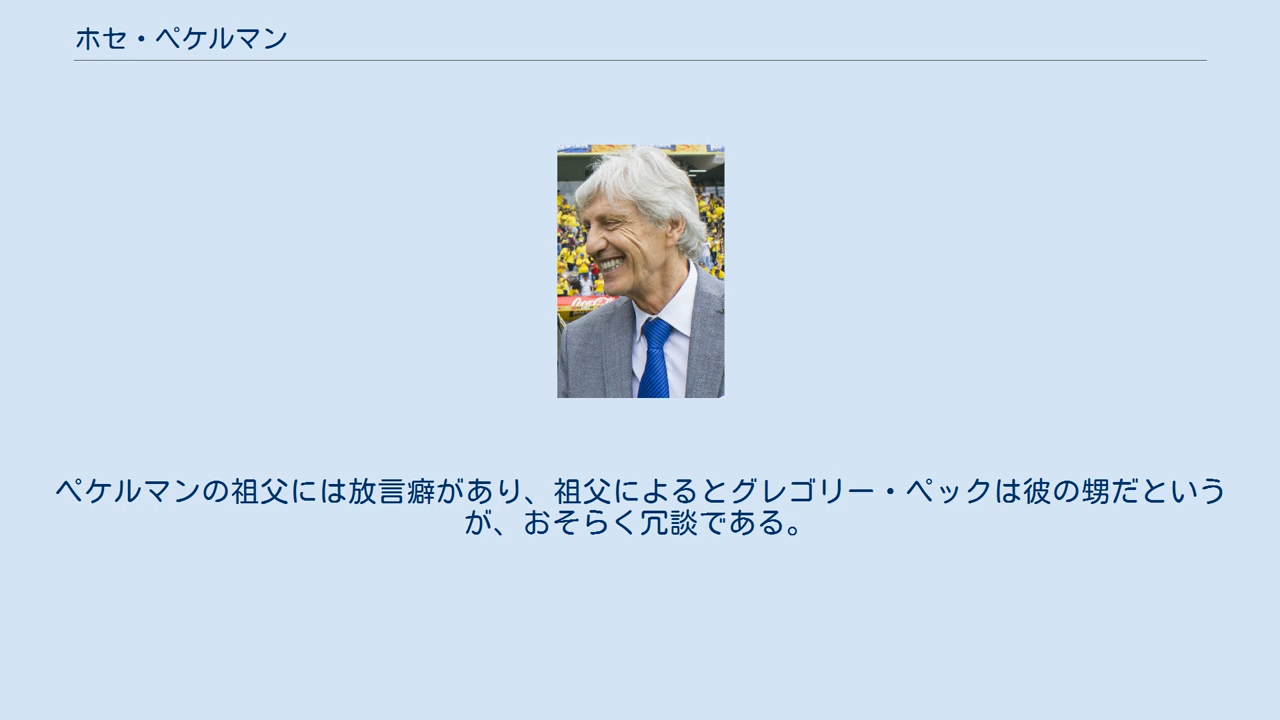 ホセ・ペケルマン
Coca-Cola
ペケルマンの祖父には放言癖があり、祖父によるとグレゴリー・ペックは彼の甥だという
が、おそらく冗談である。